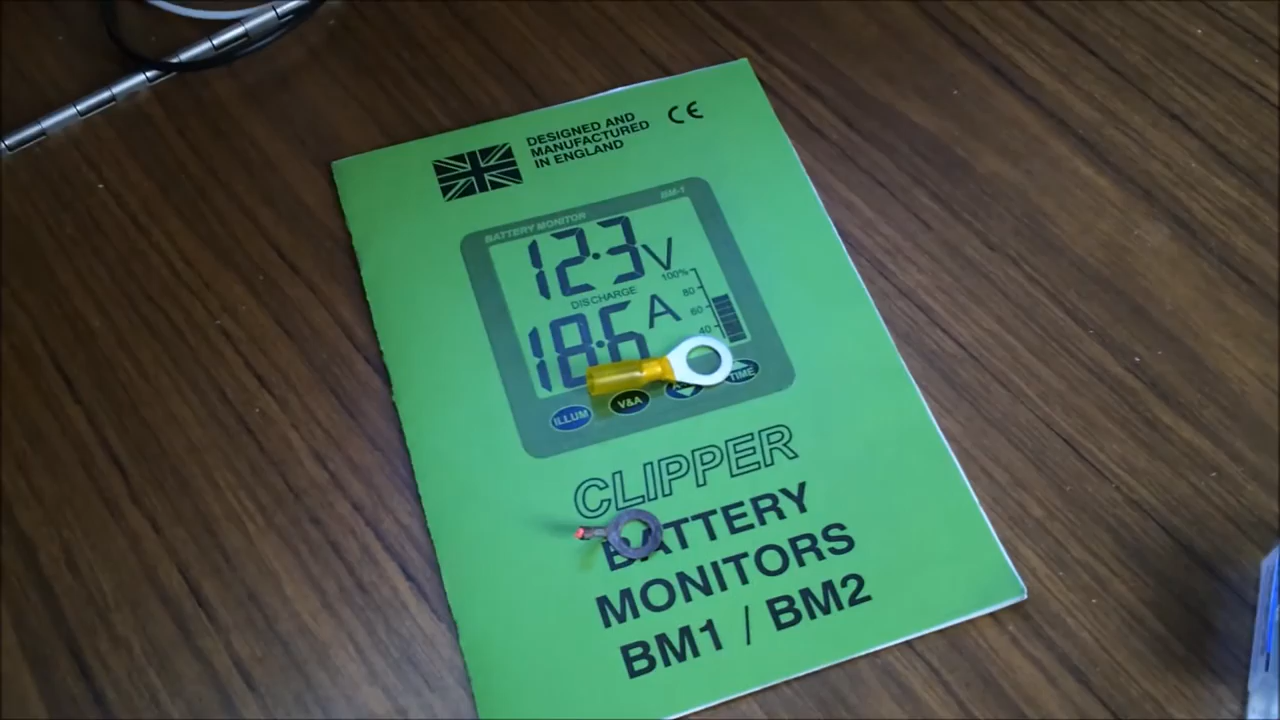 DESIGNED AND
MANUFACTURED
IN ENGLAND
CE
BATTERY MONITOR
BM-1
12.3V
DISCHARGE
18.6A
100%
80
60
40
ILLUM
V&A
TIME
CLIPPER
BATTERY
MONITORS
BM1 / BM2